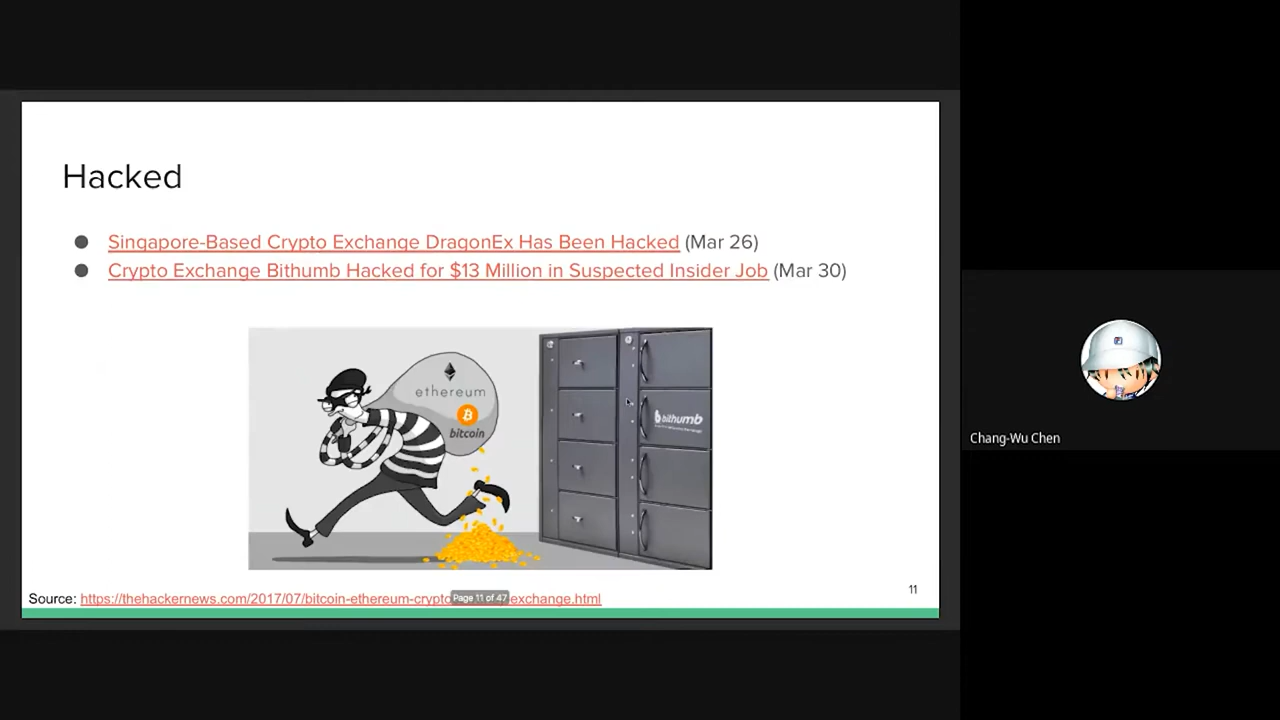 Hacked
● Singapore-Based Crypto Exchange DragonEx Has Been Hacked (Mar 26)
● Crypto Exchange Bithumb Hacked for $13 Million in Suspected Insider Job (Mar 30)
ethereum
bitcoin
bithumb
Chang-Wu Chen
11
Source: https://thehackernews.com/2017/07/bitcoin-ethereum-crypto exchange.html
Page 11 of 47